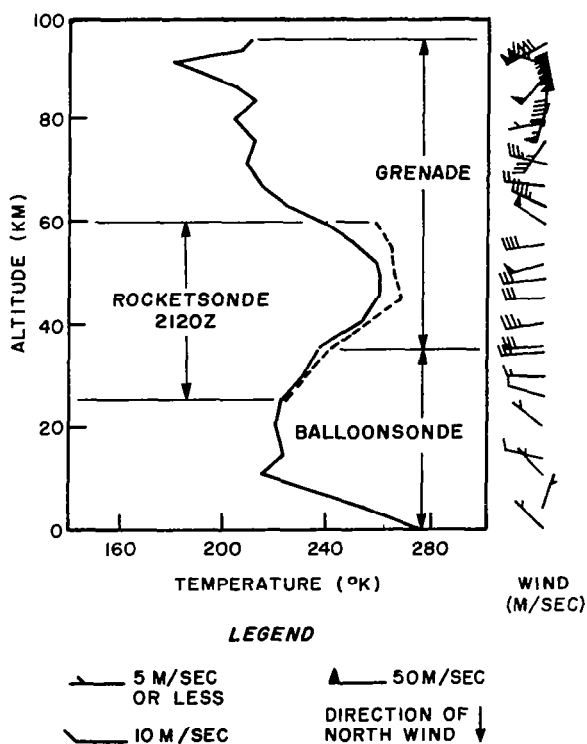 100
80
60
40
20
0
ALTITUDE (KM)
GRENADE
ROCKETSONDE
2120Z
BALLOONSONDE
160
200
240
280
TEMPERATURE (°K)
WIND
(M/SEC)
LEGEND
5 M/SEC
OR LESS
50 M/SEC
10 M/SEC
DIRECTION OF
NORTH WIND